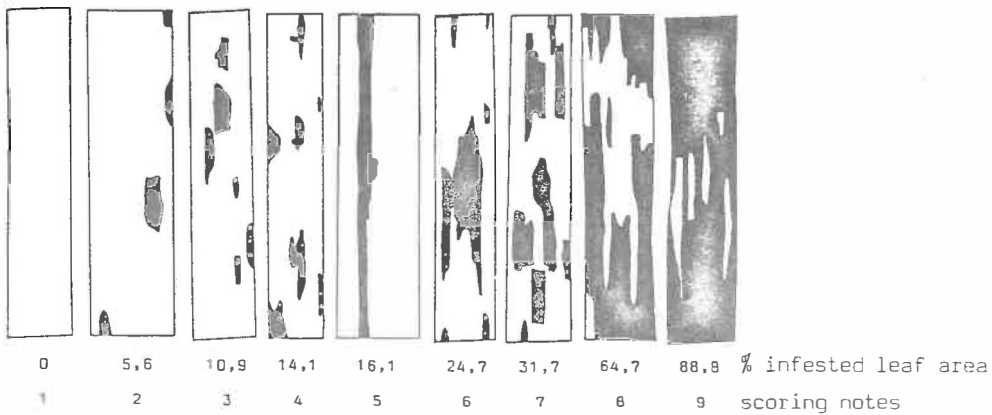 0 5,6 10,9 14,1 16,1 24,7 31,7 64,7 88,8 % infested leaf area
1 2 3 4 5 6 7 8 9 scoring notes